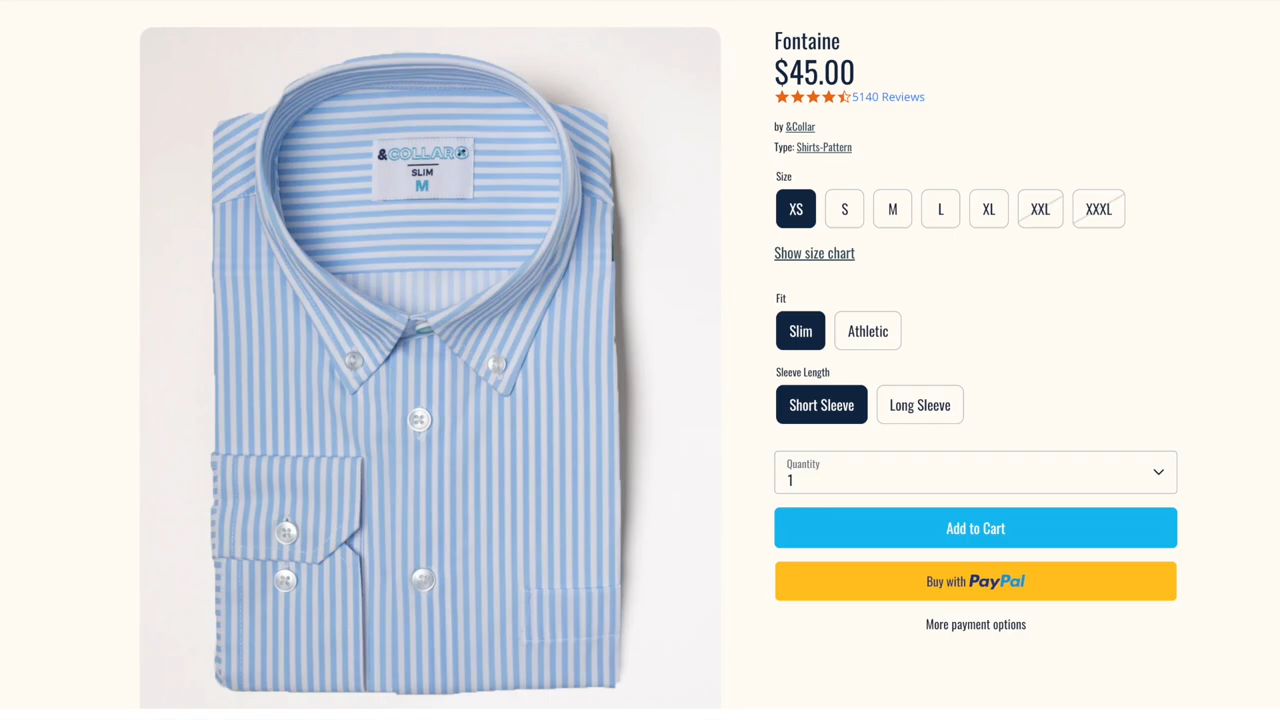 &COLLAR
SLIM
M
Fontaine
$45.00
5140 Reviews
by &Collar
Type: Shirts-Pattern
Size
XS S M L XL XXL XXXL
Show size chart
Fit
Slim Athletic
Sleeve Length
Short Sleeve Long Sleeve
Quantity
1
Add to Cart
Buy with PayPal
More payment options